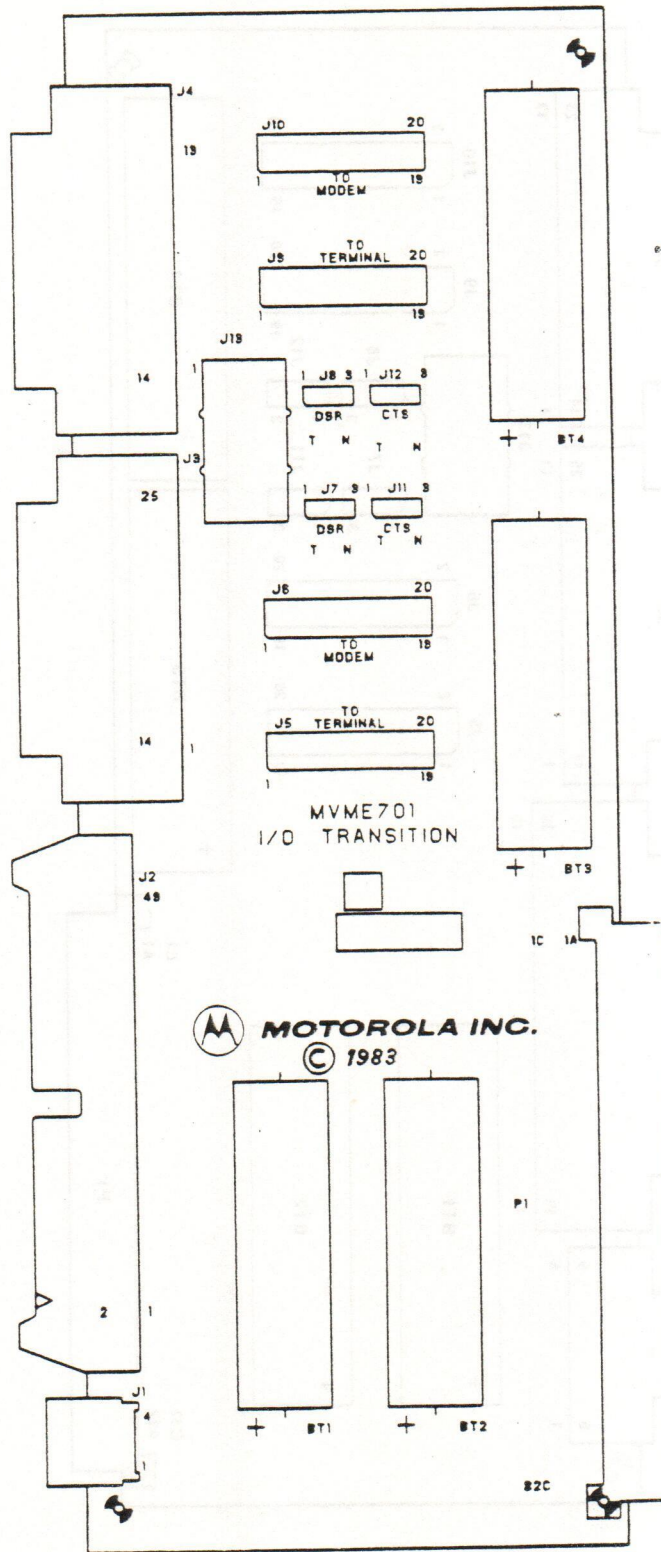 J4
13
J10 20
1 TO 19
MODEM
TO
J9 TERMINAL 20
1 19
J13
1
1 J8 3 1 J12 3
DSR CTS
T N T N
14
BT4
J3
25
1 J7 3 1 J11 3
DSR CTS
T N T N
J6 20
1 TO 19
MODEM
TO
J5 TERMINAL 20
14 1
1 19
MVME701
I/O TRANSITION
BT3
J2
49
1C 1A
M MOTOROLA INC.
© 1983
P1
2 1
J1
4
1
BT1 BT2
32C